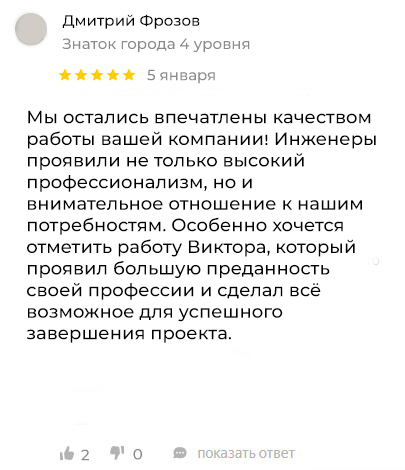 Дмитрий Фрозов
Знаток города 4 уровня
5 января
Мы остались впечатлены качеством
работы вашей компании! Инженеры
проявили не только высокий
профессионализм, но и
внимательное отношение к нашим
потребностям. Особенно хочется
отметить работу Виктора, который
проявил большую преданность
своей профессии и сделал всё
возможное для успешного
завершения проекта.
2 0 показать ответ